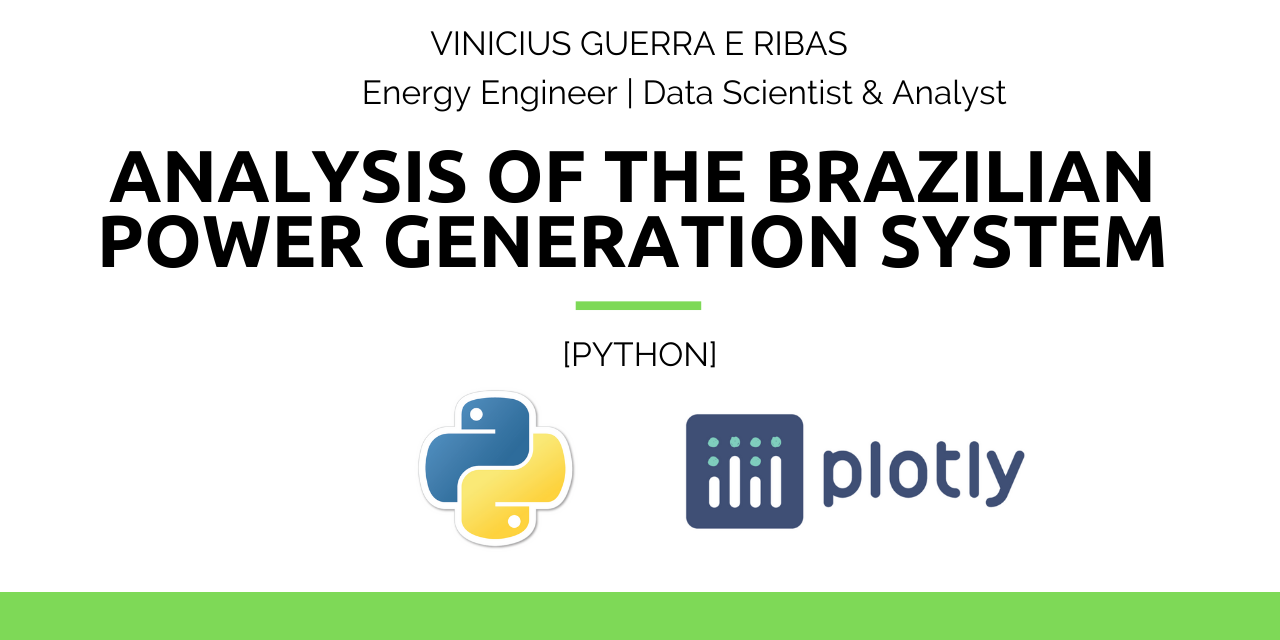 VINICIUS GUERRA E RIBAS
Energy Engineer | Data Scientist & Analyst
ANALYSIS OF THE BRAZILIAN
POWER GENERATION SYSTEM
[PYTHON]
plotly